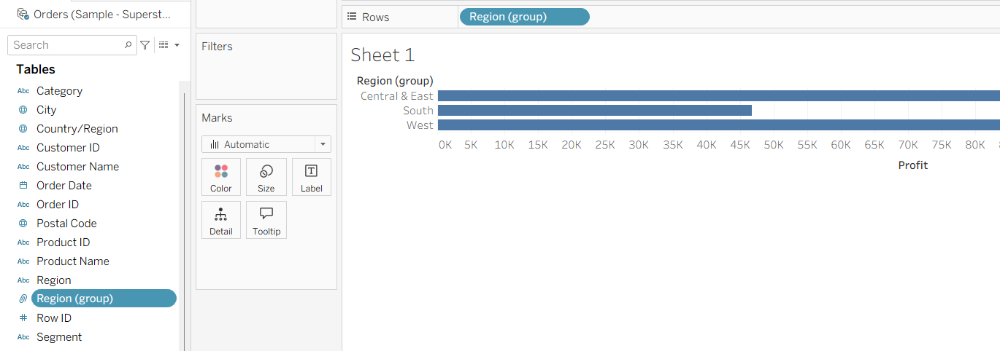 Orders (Sample - Superst...
Search
Tables
Abc Category
City
Country/Region
Abc Customer ID
Abc Customer Name
Order Date
Abc Order ID
Postal Code
Abc Product ID
Abc Product Name
Abc Region
Region (group)
# Row ID
Abc Segment
Filters
Marks
Automatic
Color Size Label
Detail Tooltip
Rows Region (group)
Sheet 1
Region (group)
Central & East
South
West
0K 5K 10K 15K 20K 25K 30K 35K 40K 45K 50K 55K 60K 65K 70K 75K 80K
Profit